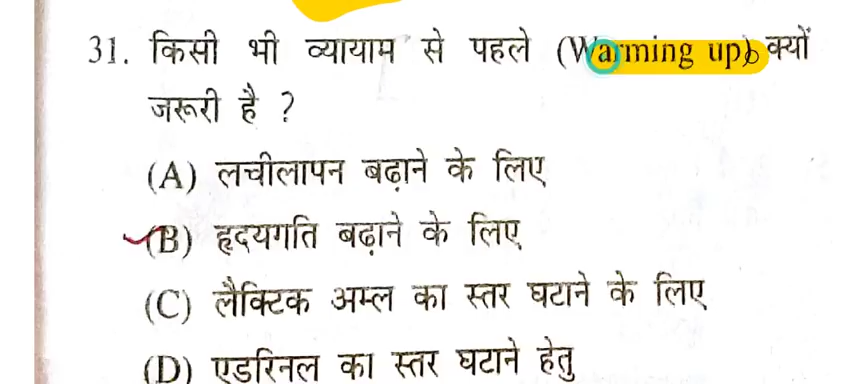 31. किसी भी व्यायाम से पहले (Warming up) क्यों
जरूरी है ?
(A) लचीलापन बढ़ाने के लिए
(B) हृदयगति बढ़ाने के लिए
(C) लैक्टिक अम्ल का स्तर घटाने के लिए
(D) एडरिनल का स्तर घटाने हेतु